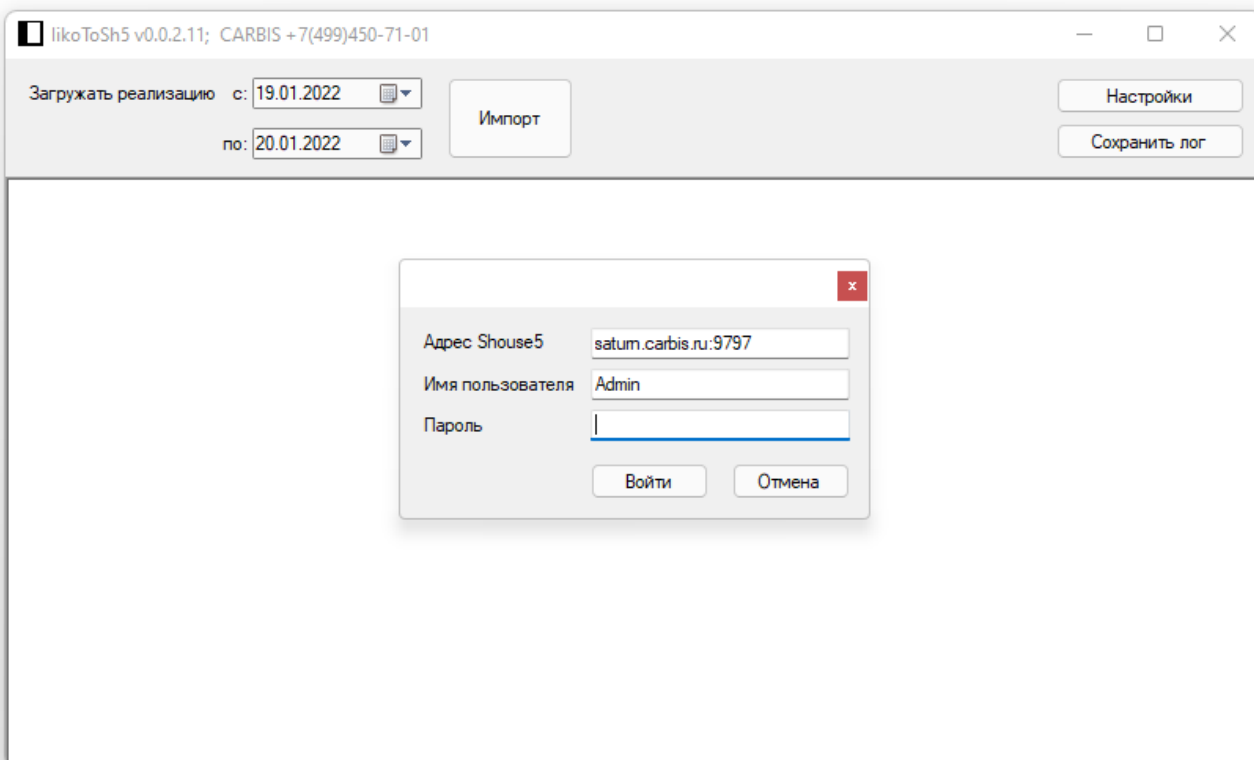 IikoToSh5 v0.0.2.11; CARBIS +7(499)450-71-01
Загружать реализацию с: 19.01.2022
по: 20.01.2022
Импорт
Настройки
Сохранить лог
x
Адрес Shouse5 saturn.carbis.ru:9797
Имя пользователя Admin
Пароль
Войти Отмена